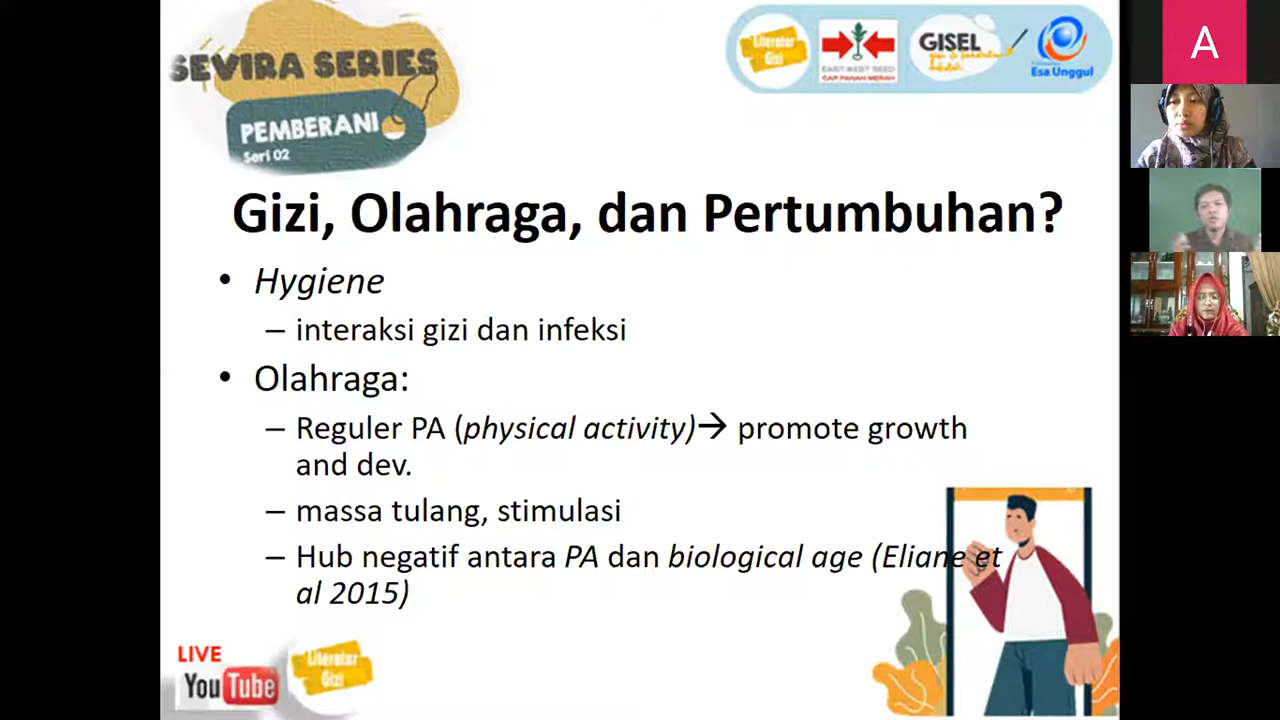 SEVIRA SERIES
PEMBERANI
Seri 02
Literatur
Gizi
EAST WEST SEED
CAP PANAH MERAH
GISEL
Esa Unggul
A
Gizi, Olahraga, dan Pertumbuhan?
• Hygiene
– interaksi gizi dan infeksi
• Olahraga:
– Reguler PA (physical activity)→ promote growth
and dev.
– massa tulang, stimulasi
– Hub negatif antara PA dan biological age (Eliane et
al 2015)
LIVE
YouTube
Literatur
Gizi